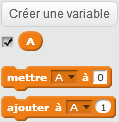 Créer une variable
A
mettre A à 0
ajouter à A 1